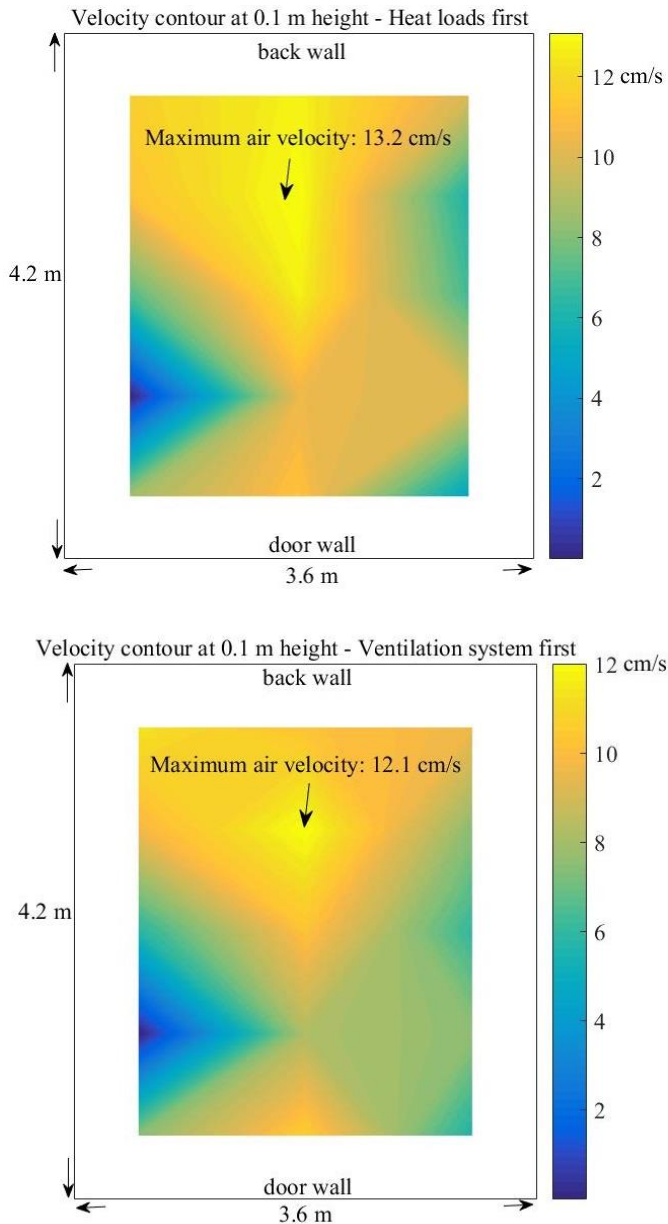 Velocity contour at 0.1 m height - Heat loads first
back wall
12 cm/s
Maximum air velocity: 13.2 cm/s
10
8
4.2 m
6
4
2
door wall
3.6 m
Velocity contour at 0.1 m height - Ventilation system first
12 cm/s
back wall
10
Maximum air velocity: 12.1 cm/s
8
4.2 m
6
4
2
door wall
3.6 m